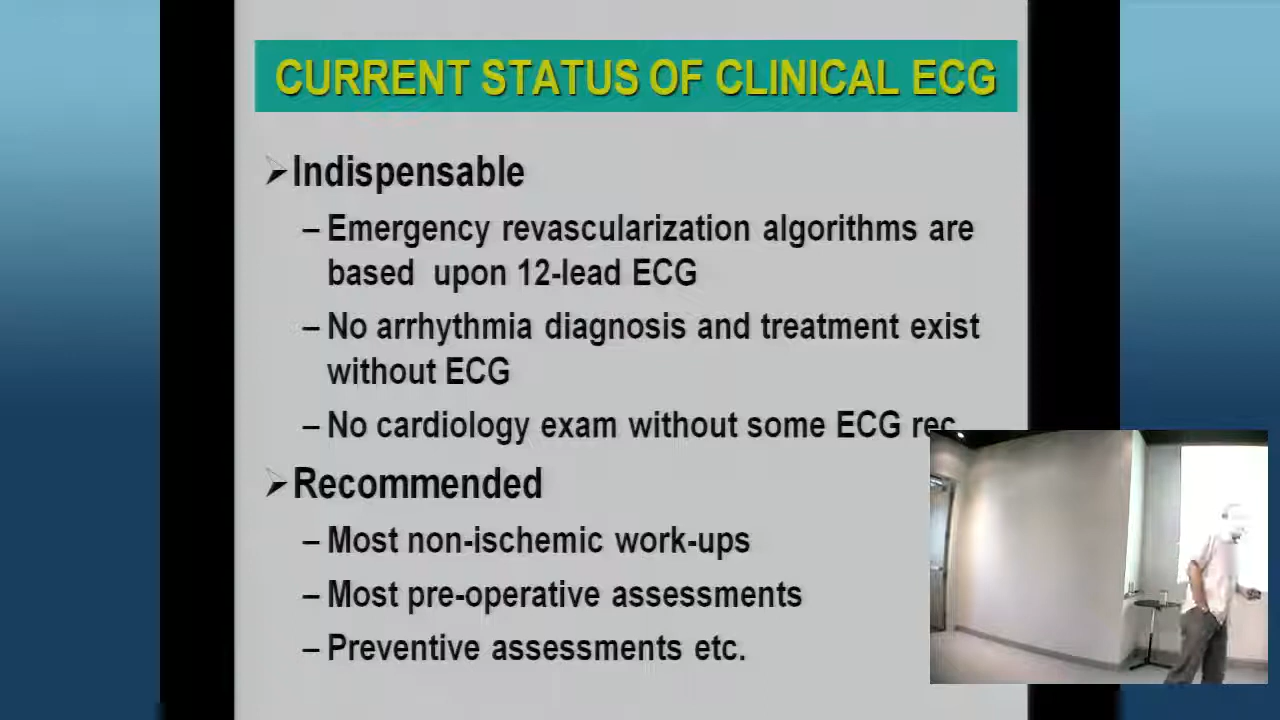 CURRENT STATUS OF CLINICAL ECG
➢Indispensable
– Emergency revascularization algorithms are
based upon 12-lead ECG
– No arrhythmia diagnosis and treatment exist
without ECG
– No cardiology exam without some ECG rec
➢Recommended
– Most non-ischemic work-ups
– Most pre-operative assessments
– Preventive assessments etc.